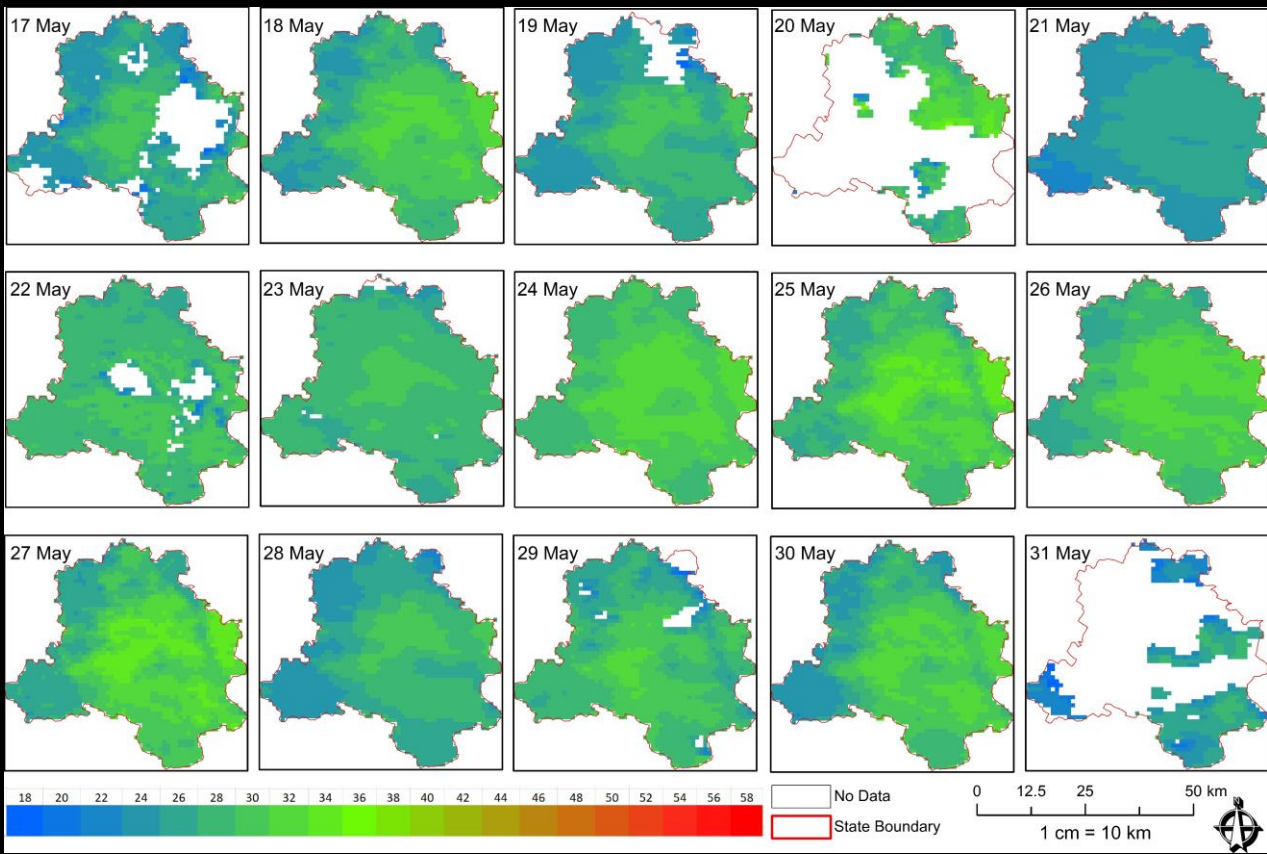 17 May
18 May
19 May
20 May
21 May
22 May
23 May
24 May
25 May
26 May
27 May
28 May
29 May
30 May
31 May
18 20 22 24 26 28 30 32 34 36 38 40 42 44 46 48 50 52 54 56 58
No Data
State Boundary
0 12.5 25 50 km
1 cm = 10 km